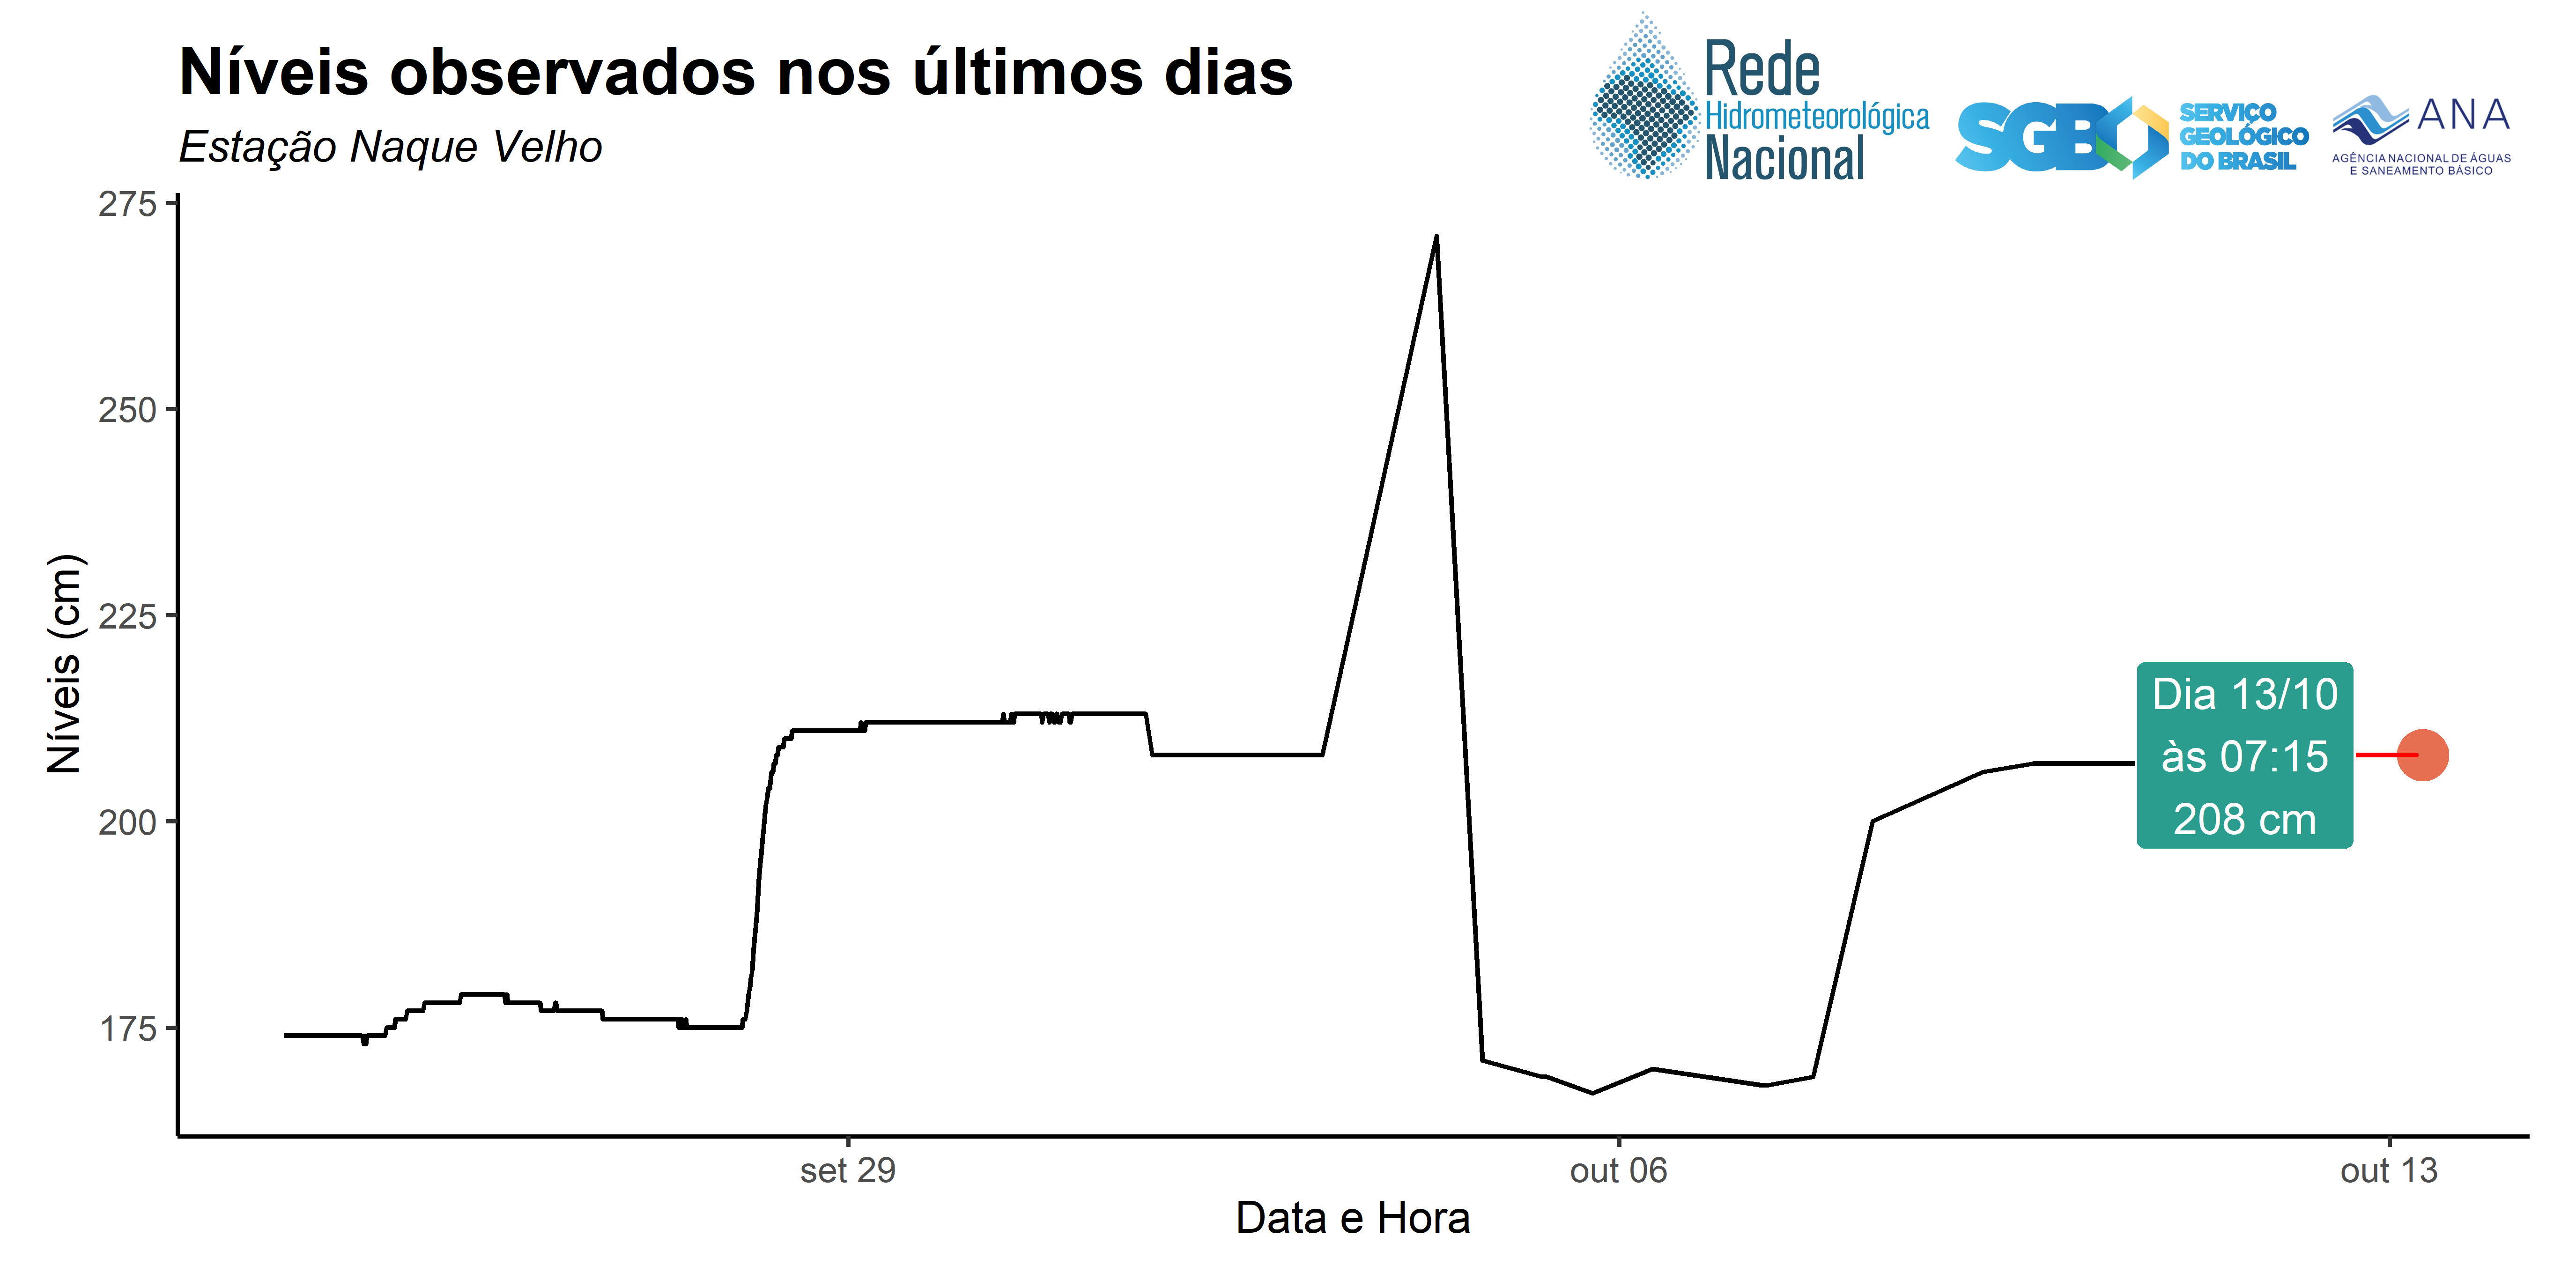 Níveis observados nos últimos dias
Estação Naque Velho
Rede
Hidrometeorológica
Nacional
SGB
SERVIÇO
GEOLÓGICO
DO BRASIL
ANA
AGÊNCIA NACIONAL DE ÁGUAS
E SANEAMENTO BÁSICO
Níveis (cm)
275
250
225
200
175
Dia 13/10
às 07:15
208 cm
set 29
out 06
out 13
Data e Hora